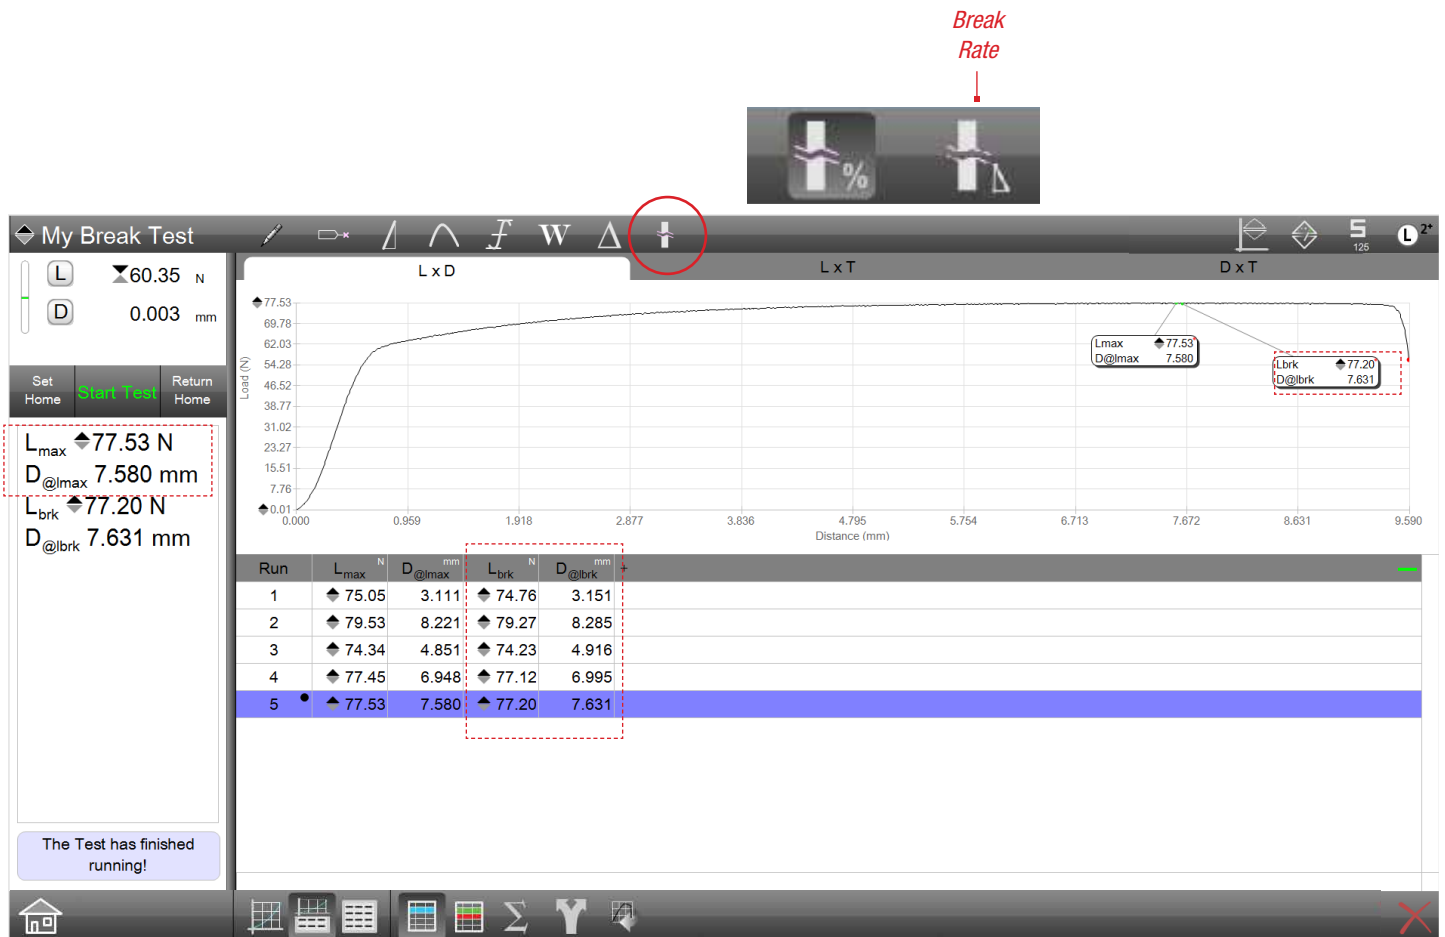 Break
Rate
%
My Break Test
W
S
125
L 2+
L 60.35 N
D 0.003 mm
Set
Home
Start Test
Return
Home
Lmax 77.53 N
D@lmax 7.580 mm
Lbrk 77.20 N
D@lbrk 7.631 mm
The Test has finished
running!
L x D
L x T
D x T
77.53
69.78
62.03
54.28
46.52
38.77
31.02
23.27
15.51
7.76
0.01
Load (N)
Lmax 77.53
D@lmax 7.580
Lbrk 77.20
D@lbrk 7.631
0.000 0.959 1.918 2.877 3.836 4.795 5.754 6.713 7.672 8.631 9.590
Distance (mm)
Run Lmax N D@lmax mm Lbrk N D@lbrk mm +
1 75.05 3.111 74.76 3.151
2 79.53 8.221 79.27 8.285
3 74.34 4.851 74.23 4.916
4 77.45 6.948 77.12 6.995
5 77.53 7.580 77.20 7.631
Σ